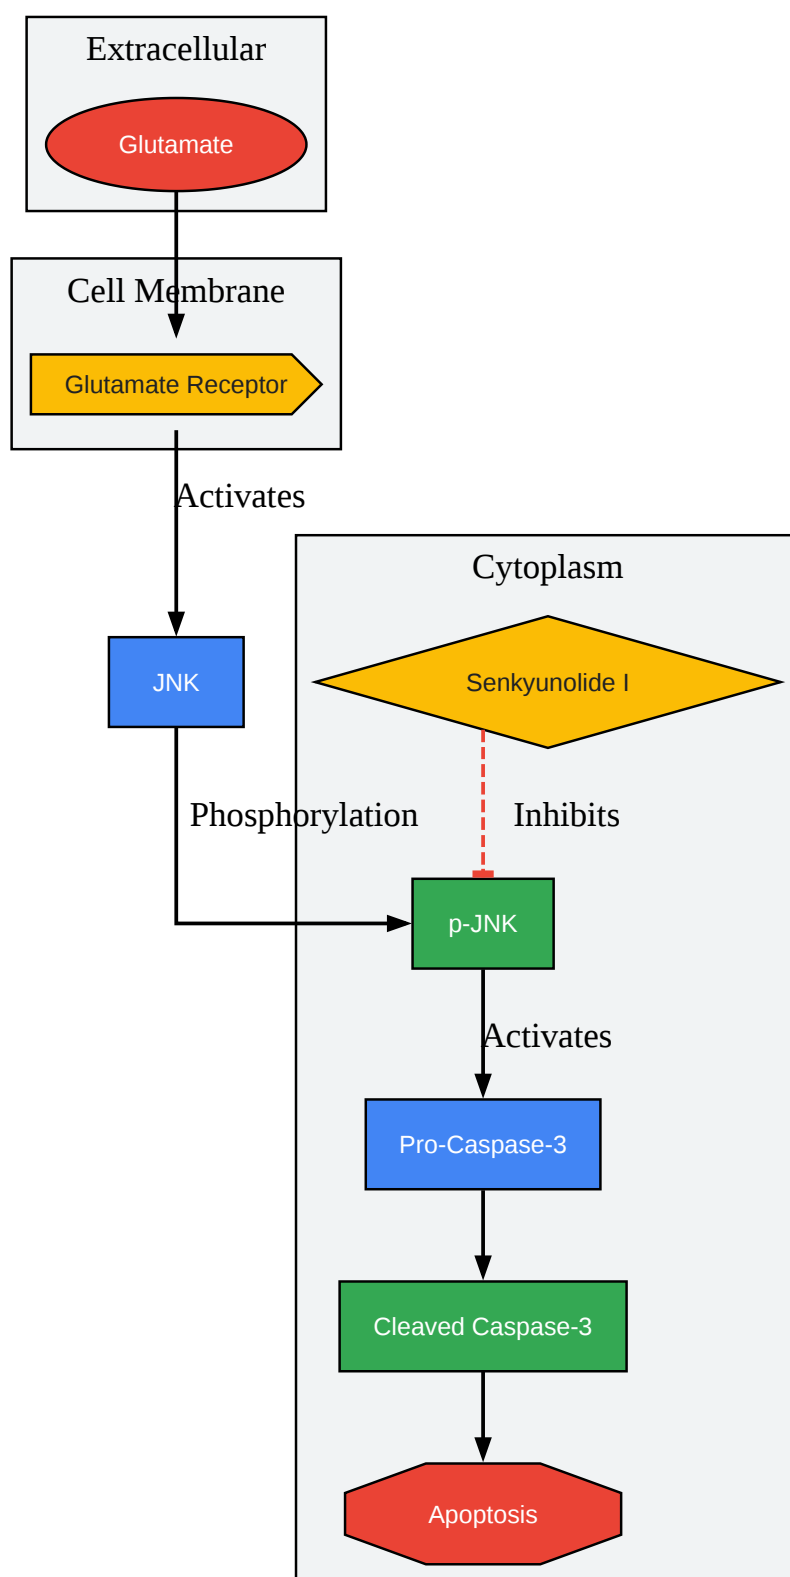 Extracellular
Glutamate
Cell Membrane
Glutamate Receptor
Activates
Cytoplasm
JNK
Senkyunolide I
Phosphorylation
Inhibits
p-JNK
Activates
Pro-Caspase-3
Cleaved Caspase-3
Apoptosis